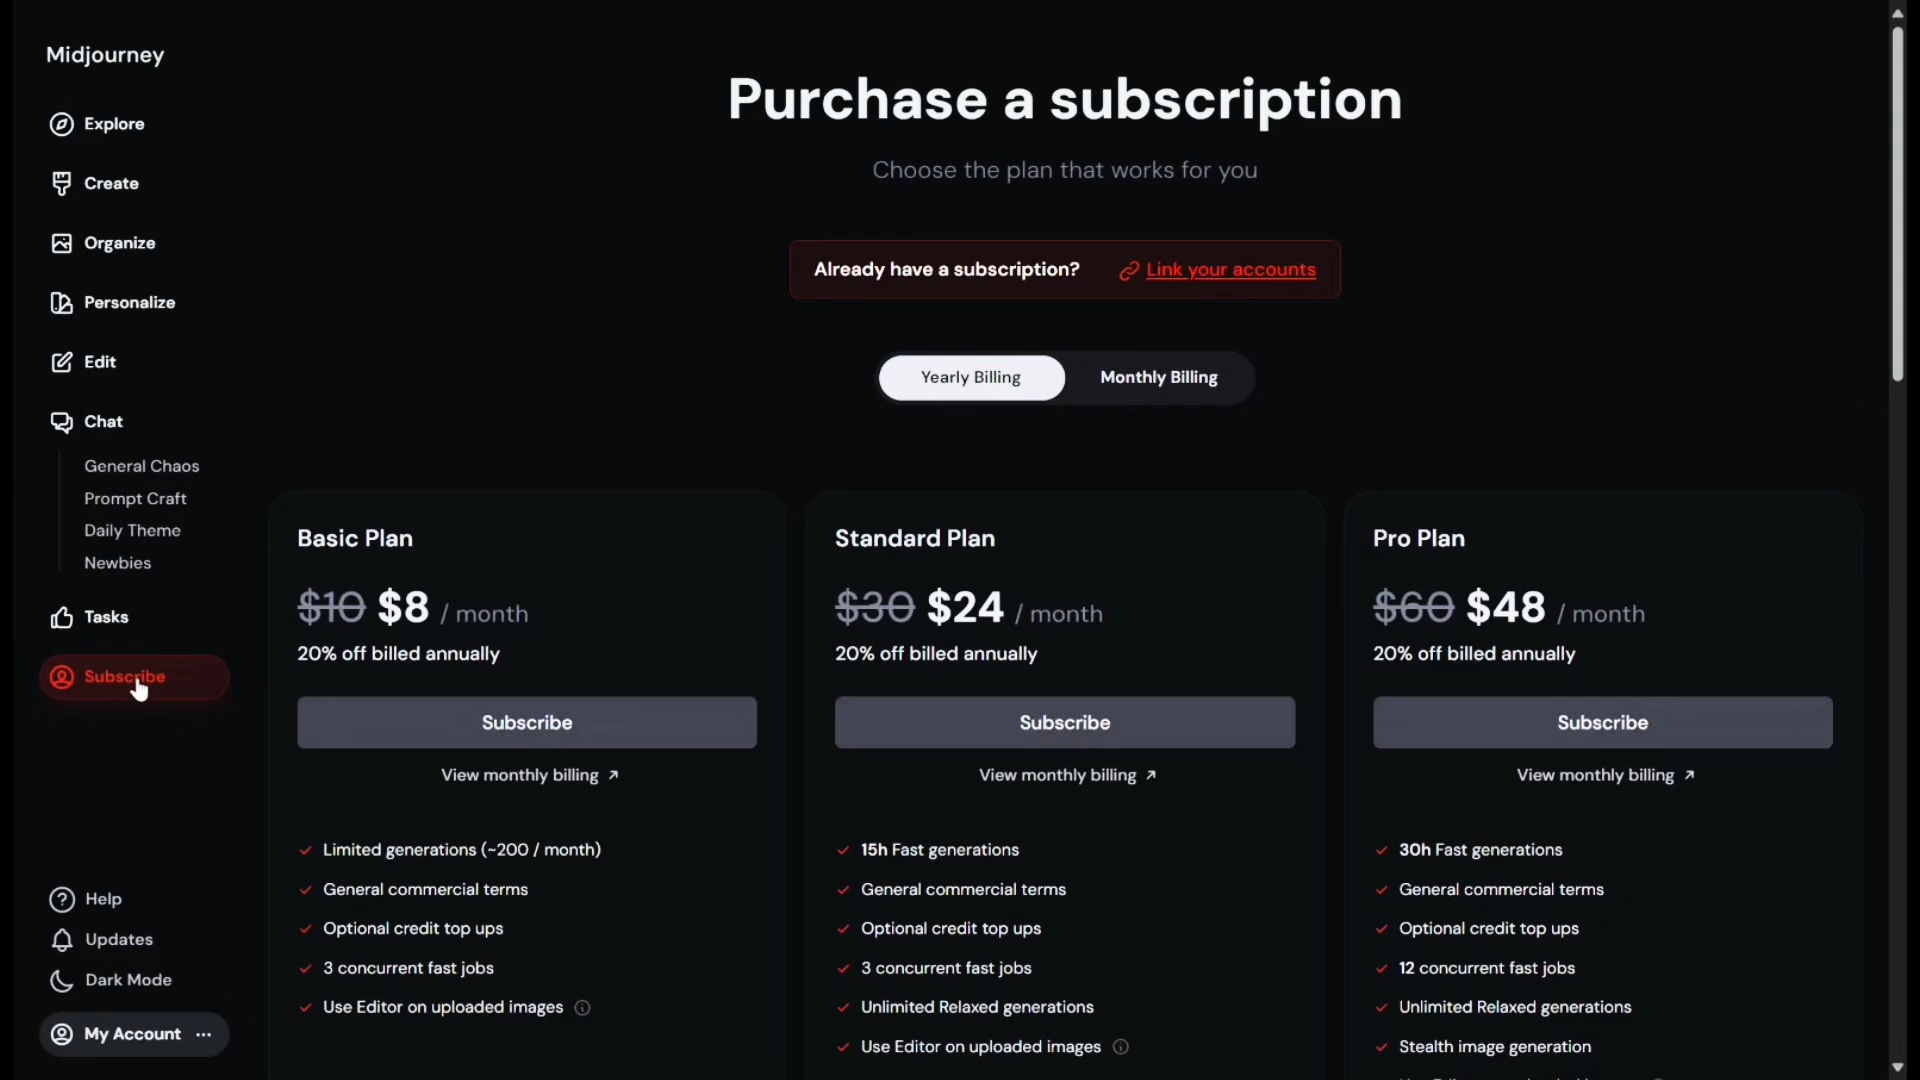 Midjourney
Explore
Create
Organize
Personalize
Edit
Chat
General Chaos
Prompt Craft
Daily Theme
Newbies
Tasks
Subscribe
Help
Updates
Dark Mode
My Account ...
Purchase a subscription
Choose the plan that works for you
Already have a subscription? Link your accounts
Yearly Billing Monthly Billing
Basic Plan
$10 $8 / month
20% off billed annually
Subscribe
View monthly billing ↗
Limited generations (~200 / month)
General commercial terms
Optional credit top ups
3 concurrent fast jobs
Use Editor on uploaded images
Standard Plan
$30 $24 / month
20% off billed annually
Subscribe
View monthly billing ↗
15h Fast generations
General commercial terms
Optional credit top ups
3 concurrent fast jobs
Unlimited Relaxed generations
Use Editor on uploaded images
Pro Plan
$60 $48 / month
20% off billed annually
Subscribe
View monthly billing ↗
30h Fast generations
General commercial terms
Optional credit top ups
12 concurrent fast jobs
Unlimited Relaxed generations
Stealth image generation